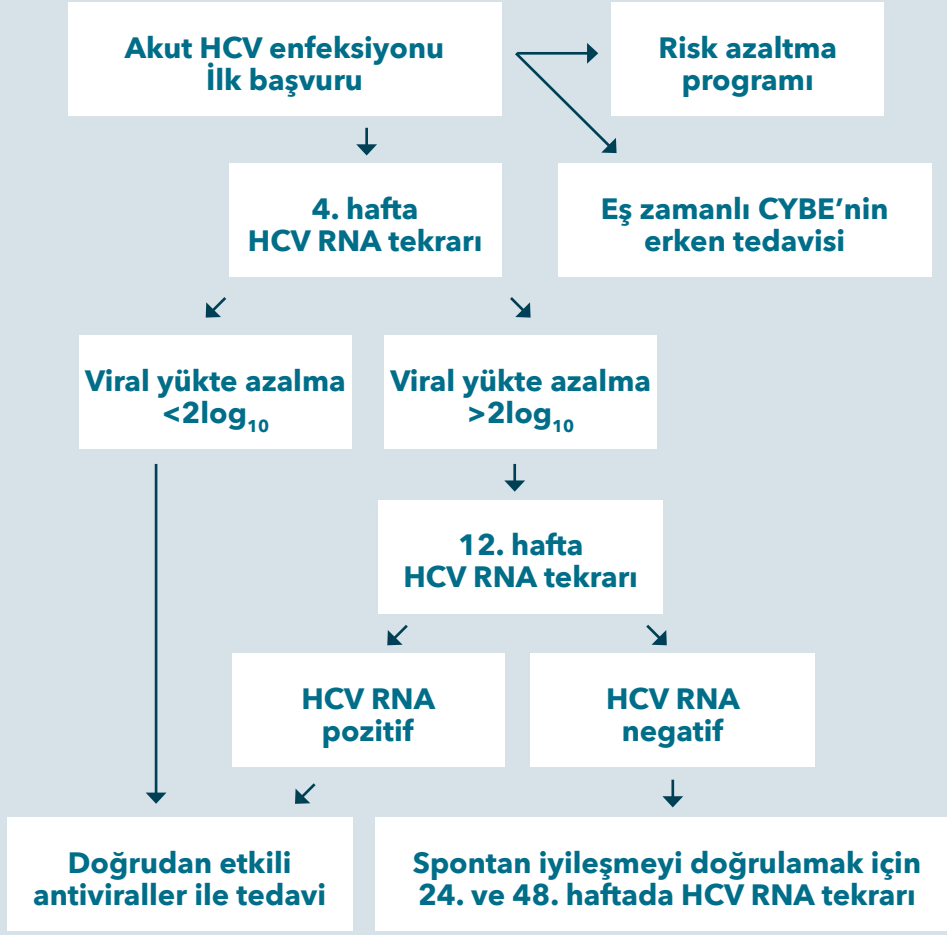 Akut HCV enfeksiyonu
İlk başvuru
Risk azaltma
programı
4. hafta
HCV RNA tekrarı
Eş zamanlı CYBE’nin
erken tedavisi
Viral yükte azalma
<2log₁₀
Viral yükte azalma
>2log₁₀
12. hafta
HCV RNA tekrarı
HCV RNA
pozitif
HCV RNA
negatif
Doğrudan etkili
antiviraller ile tedavi
Spontan iyileşmeyi doğrulamak için
24. ve 48. haftada HCV RNA tekrarı